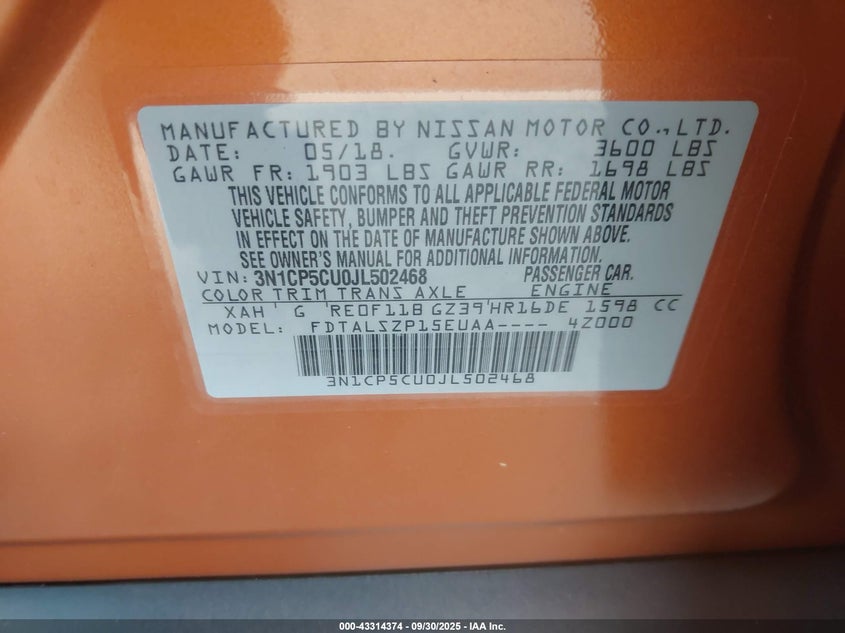 MANUFACTURED BY NISSAN MOTOR CO., LTD.
DATE: 05/18. GVWR: 3600 LBS
GAWR FR: 1903 LBS GAWR RR: 1698 LBS
THIS VEHICLE CONFORMS TO ALL APPLICABLE FEDERAL MOTOR
VEHICLE SAFETY, BUMPER AND THEFT PREVENTION STANDARDS
IN EFFECT ON THE DATE OF MANUFACTURE SHOWN ABOVE.
SEE OWNER'S MANUAL FOR ADDITIONAL INFORMATION.
VIN: 3N1CP5CU0JL502468 PASSENGER CAR.
COLOR TRIM TRANS AXLE ENGINE
XAH' G 'RE0F11B GZ39'HR16DE 1598 CC
MODEL: FDTALSZP15EUAA---- 4Z000
3N1CP5CU0JL502468
000-43314374 | 09/30/2025 | IAA Inc.